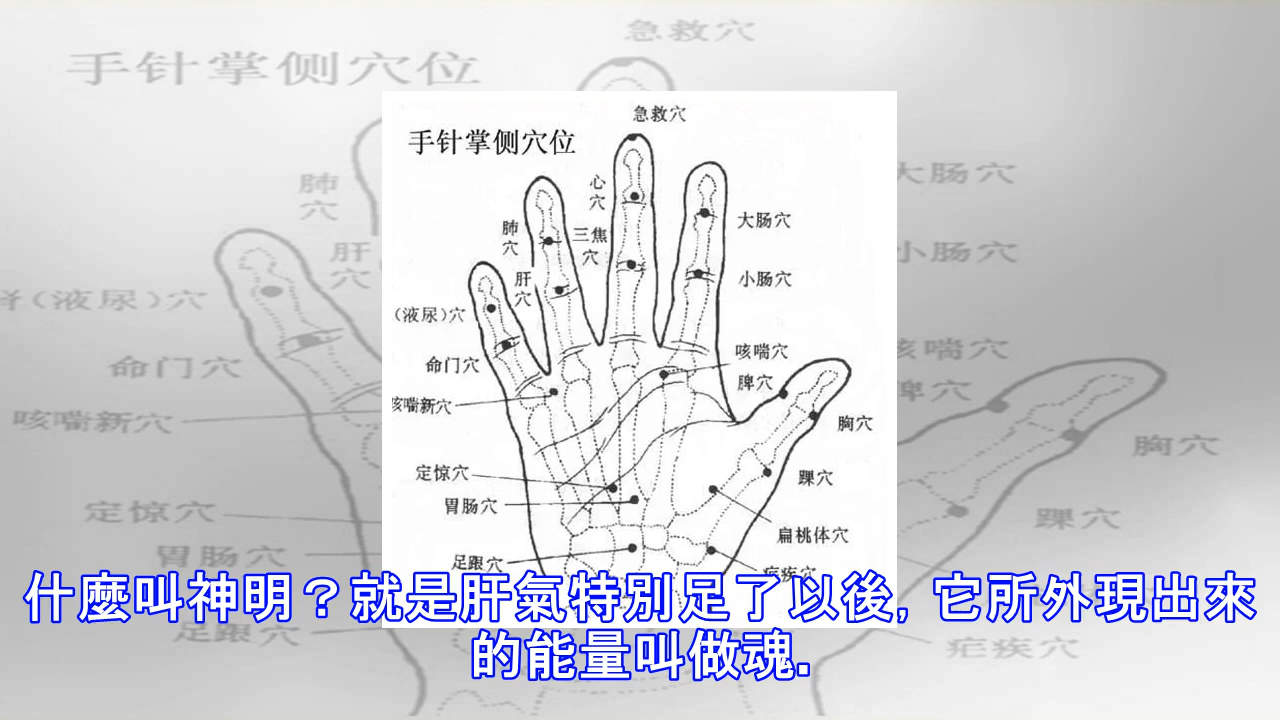 急救穴
手针掌侧穴位
心穴
肺穴
三焦穴
大肠穴
肝穴
小肠穴
(液尿)穴
命门穴
咳喘穴
脾穴
咳喘新穴
胸穴
定惊穴
踝穴
胃肠穴
扁桃体穴
足跟穴
疟疾穴
什麼叫神明？就是肝氣特別足了以後, 它所外現出來
的能量叫做魂.